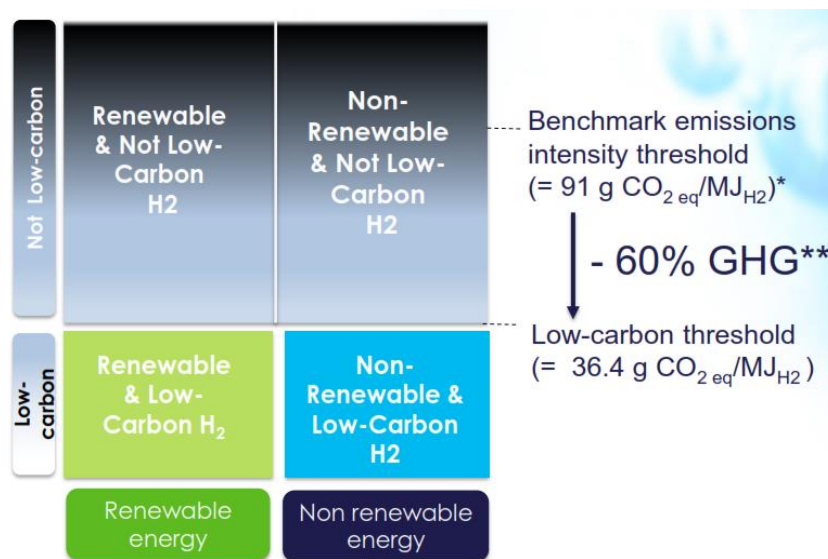 Not Low-carbon
Renewable
& Not Low-
Carbon
H2
Non-
Renewable
& Not Low-
Carbon
H2
Benchmark emissions
intensity threshold
(= 91 g CO2 eq/MJH2)*
- 60% GHG**
Low-carbon threshold
(= 36.4 g CO2 eq/MJH2 )
Low-
carbon
Renewable
& Low-
Carbon H2
Non-
Renewable &
Low-Carbon
H2
Renewable
energy
Non renewable
energy